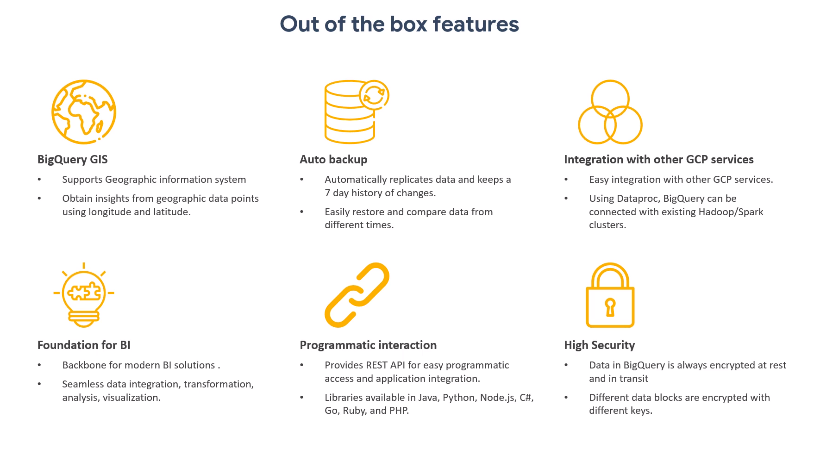 Out of the box features
BigQuery GIS
• Supports Geographic information system
• Obtain insights from geographic data points
using longitude and latitude.
Auto backup
• Automatically replicates data and keeps a
7 day history of changes.
• Easily restore and compare data from
different times.
Integration with other GCP services
• Easy integration with other GCP services.
• Using Dataproc, BigQuery can be
connected with existing Hadoop/Spark
clusters.
Foundation for BI
• Backbone for modern BI solutions .
• Seamless data integration, transformation,
analysis, visualization.
Programmatic interaction
• Provides REST API for easy programmatic
access and application integration.
• Libraries available in Java, Python, Node.js, C#,
Go, Ruby, and PHP.
High Security
• Data in BigQuery is always encrypted at rest
and in transit
• Different data blocks are encrypted with
different keys.